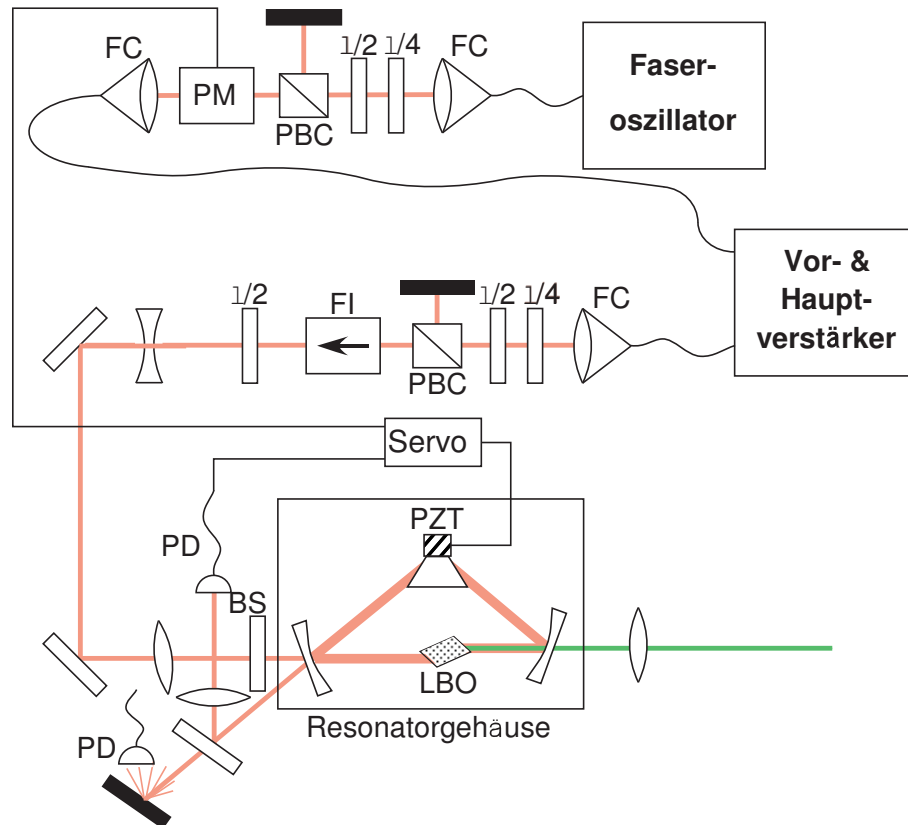 FC
PM
PBC
l/2
l/4
FC
Faser-
oszillator
Vor- &
Haupt-
verstärker
l/2
FI
PBC
l/2
l/4
FC
Servo
PD
BS
PZT
LBO
Resonatorgehäuse
PD